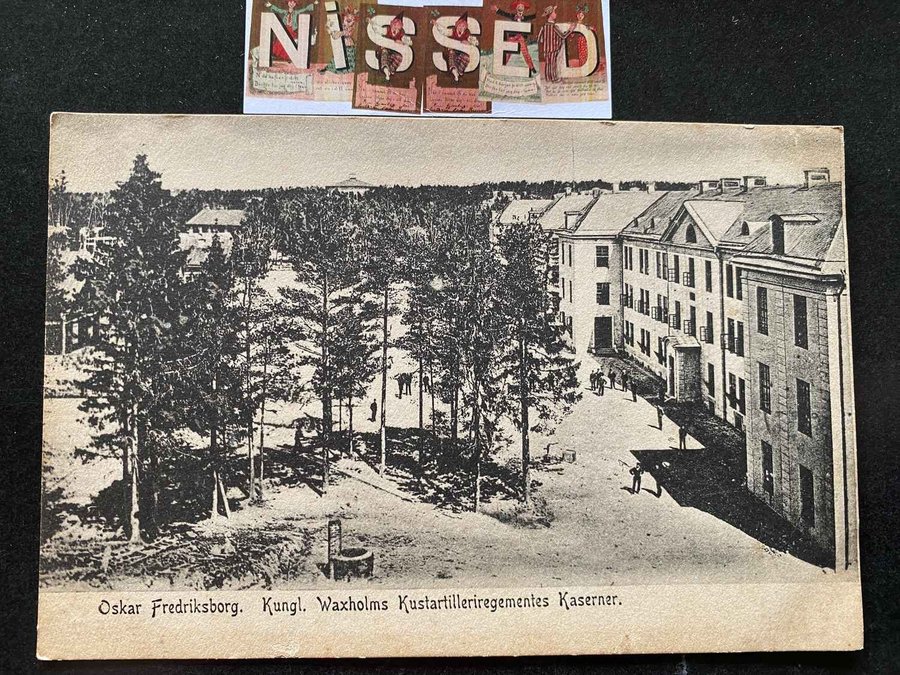 NiSSED
Oskar Fredriksborg. Kungl. Waxholms Kustartilleriregementes Kaserner.